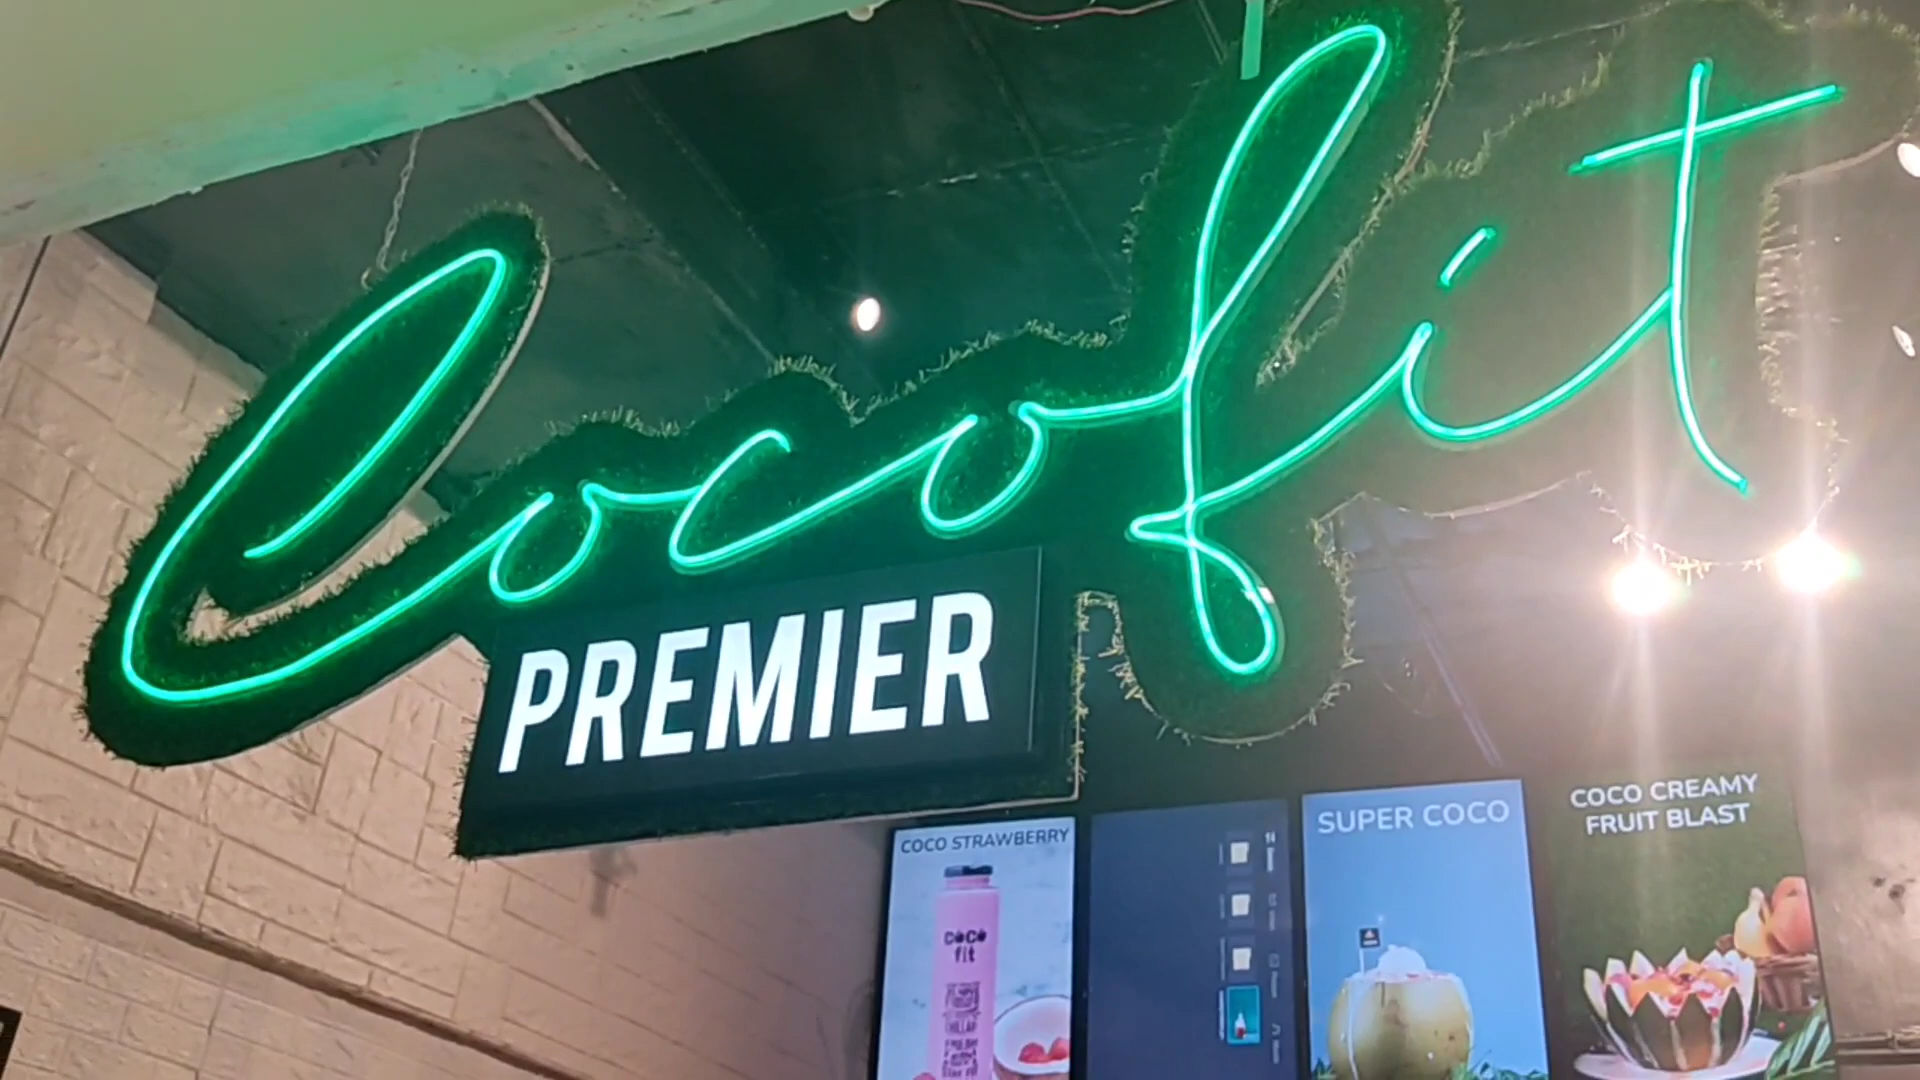 Cocofit
PREMIER
COCO STRAWBERRY
COCO
fit
SUPER COCO
COCO CREAMY
FRUIT BLAST